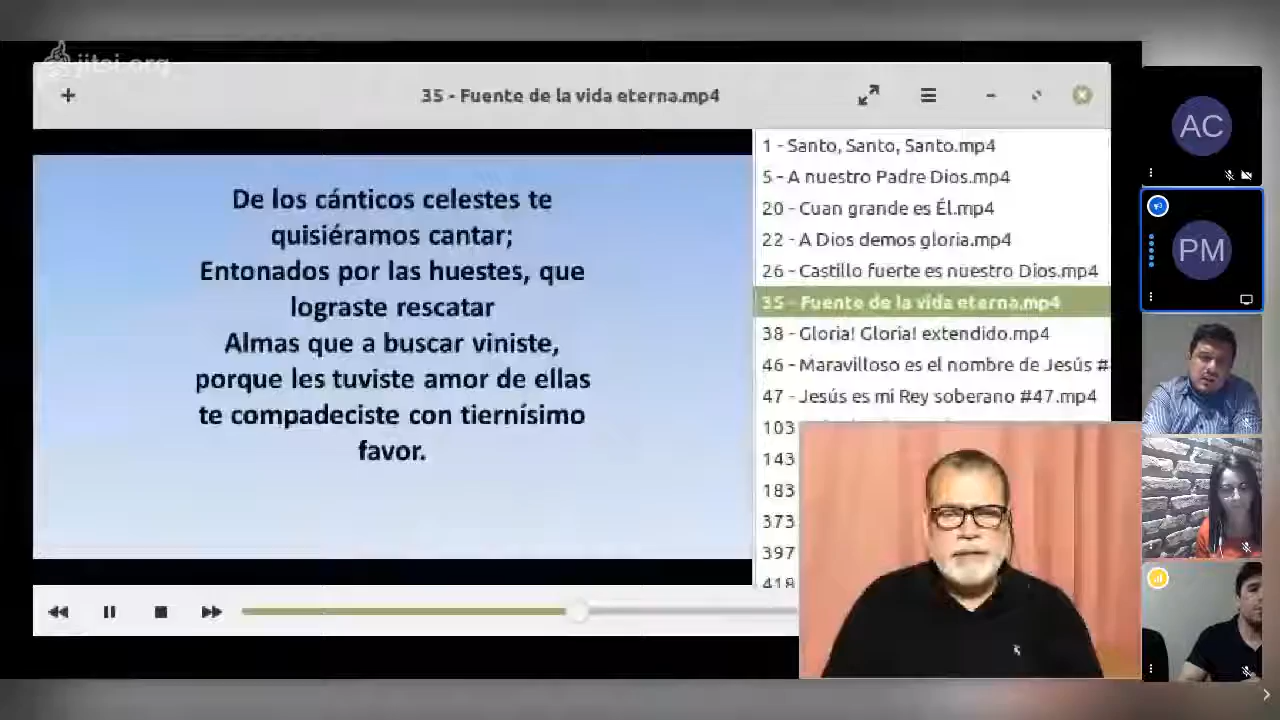 jitsi.org
35 - Fuente de la vida eterna.mp4
De los cánticos celestes te
quisiéramos cantar;
Entonados por las huestes, que
lograste rescatar
Almas que a buscar viniste,
porque les tuviste amor de ellas
te compadeciste con tiernísimo
favor.
1 - Santo, Santo, Santo.mp4
5 - A nuestro Padre Dios.mp4
20 - Cuan grande es Él.mp4
22 - A Dios demos gloria.mp4
26 - Castillo fuerte es nuestro Dios.mp4
35 - Fuente de la vida eterna.mp4
38 - Gloria! Gloria! extendido.mp4
46 - Maravilloso es el nombre de Jesús #
47 - Jesús es mi Rey soberano #47.mp4
103
143
183
373
397
418
AC
PM